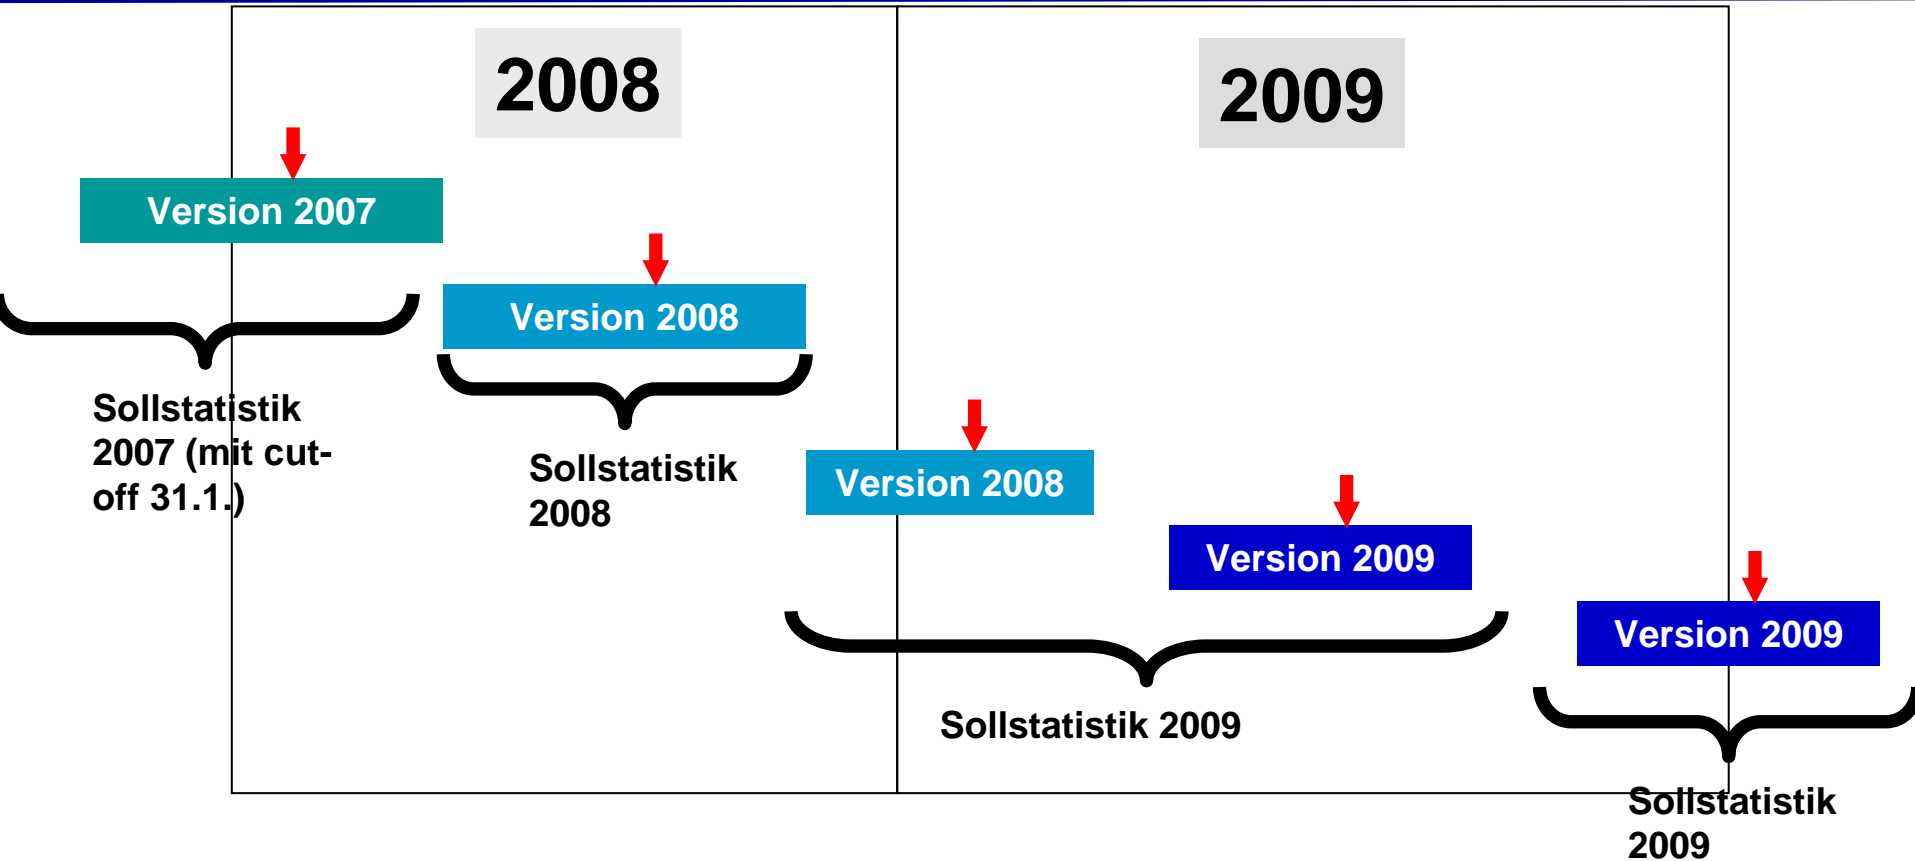 2008
2009
Version 2007
Version 2008
Sollstatistik
2007 (mit cut-
off 31.1.)
Sollstatistik
2008
Version 2008
Version 2009
Version 2009
Sollstatistik 2009
Sollstatistik
2009